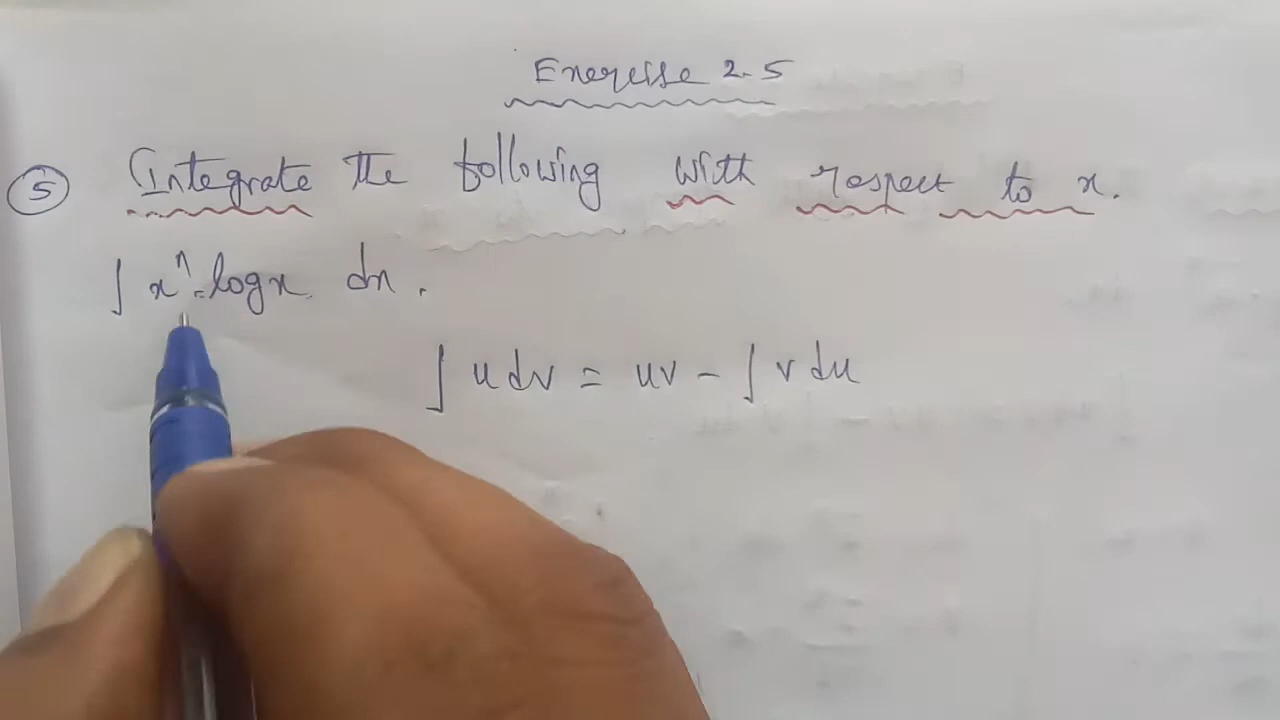 Exercise 2.5
5 Integrate the following with respect to x.
∫ xⁿ. log x dx.
∫ u dv = uv - ∫ v du